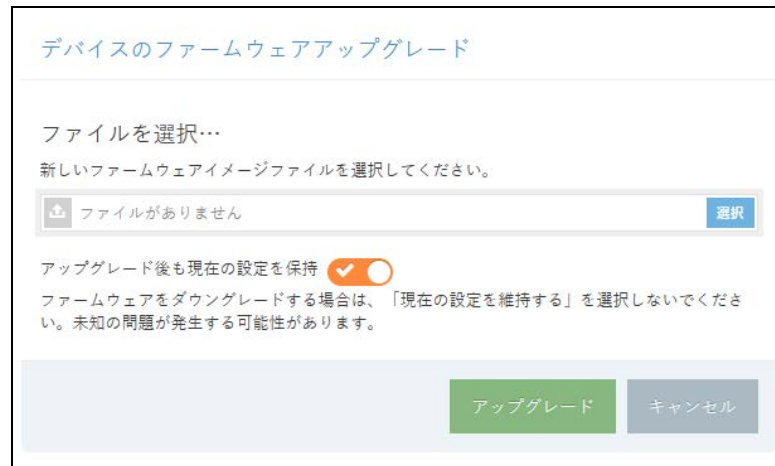 デバイスのファームウェアアップグレード
ファイルを選択…
新しいファームウェアイメージファイルを選択してください。
ファイルがありません
選択
アップグレード後も現在の設定を保持
ファームウェアをダウングレードする場合は、「現在の設定を維持する」を選択しないでくださ
い。未知の問題が発生する可能性があります。
アップグレード
キャンセル